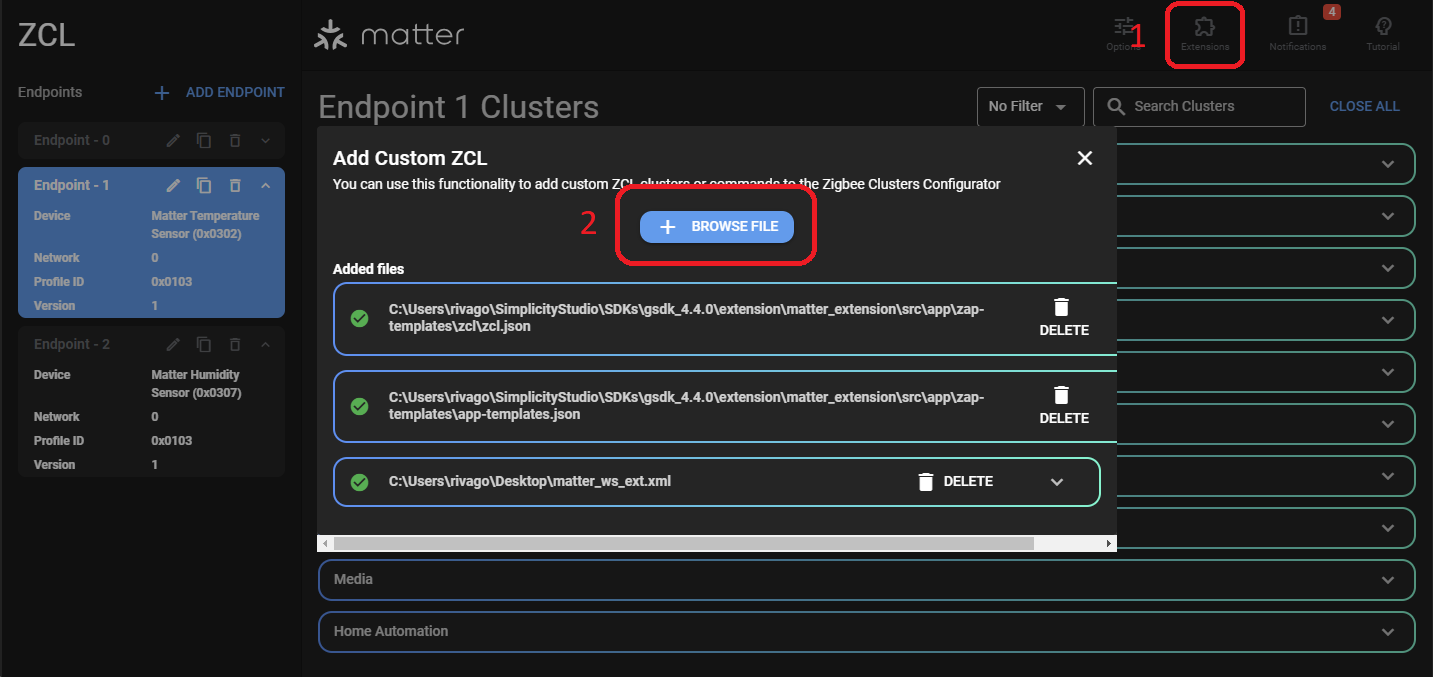 ZCL
matter
Options
1
Extensions
4
Notifications
Tutorial
Endpoints
+ ADD ENDPOINT
Endpoint 1 Clusters
No Filter
Search Clusters
CLOSE ALL
Endpoint - 0
Endpoint - 1
Device Matter Temperature
Sensor (0x0302)
Network 0
Profile ID 0x0103
Version 1
Endpoint - 2
Device Matter Humidity
Sensor (0x0307)
Network 0
Profile ID 0x0103
Version 1
Add Custom ZCL
You can use this functionality to add custom ZCL clusters or commands to the Zigbee Clusters Configurator
2
+ BROWSE FILE
Added files
C:\Users\rivago\SimplicityStudio\SDKs\gsdk_4.4.0\extension\matter_extension\src\app\zap-
templates\zcl\zcl.json
DELETE
C:\Users\rivago\SimplicityStudio\SDKs\gsdk_4.4.0\extension\matter_extension\src\app\zap-
templates\app-templates.json
DELETE
C:\Users\rivago\Desktop\matter_ws_ext.xml
DELETE
Media
Home Automation